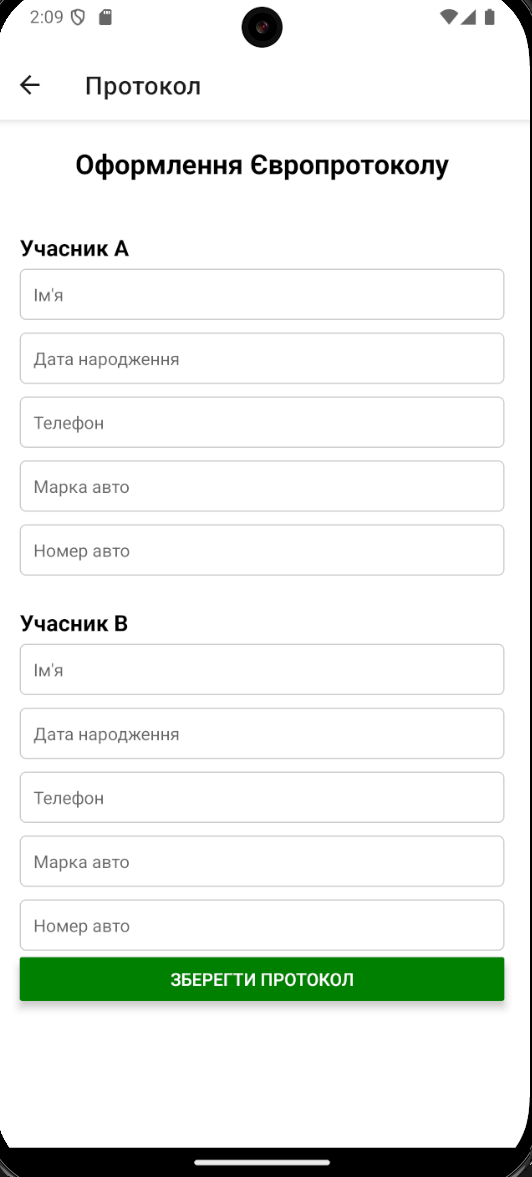 2:09
Протокол
Оформлення Європротоколу
Учасник А
Ім'я
Дата народження
Телефон
Марка авто
Номер авто
Учасник В
Ім'я
Дата народження
Телефон
Марка авто
Номер авто
ЗБЕРЕГТИ ПРОТОКОЛ